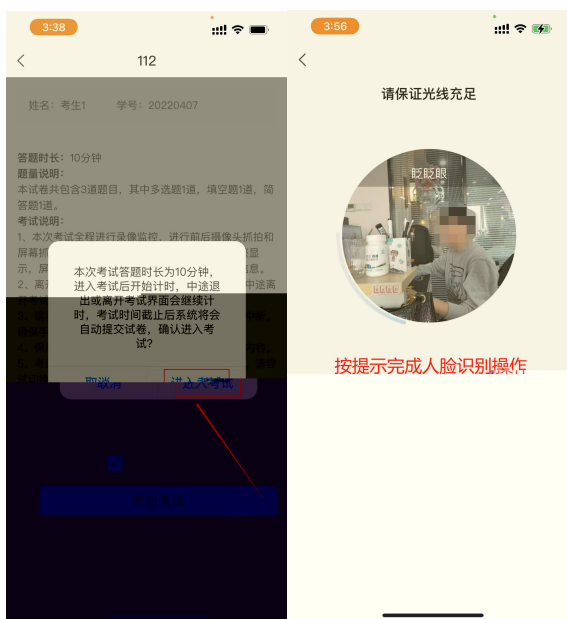 3:38
112
姓名：考生1 学号：20220407
答题时长：10分钟
题量说明：
本试卷共包含3道题目，其中多选题1道，填空题1道，简
答题1道。
考试说明：
1、本次考试全程进行录像监控，进行前后摄像头抓拍和
本次考试答题时长为10分钟，
进入考试后开始计时，中途退
出或离开考试界面会继续计
时，考试时间截止后系统将会
自动提交试卷，确认进入考
试？
取消 进入考试
3:56
请保证光线充足
眨眨眼
按提示完成人脸识别操作